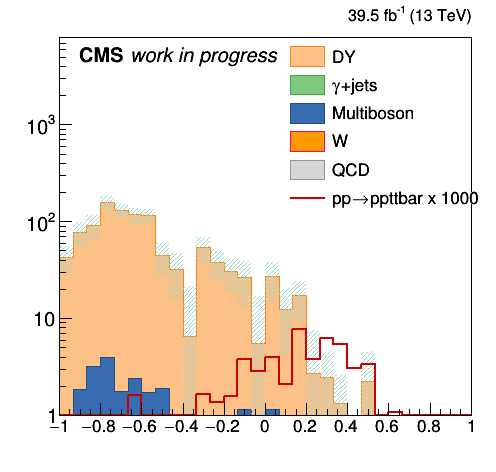 39.5 fb⁻¹ (13 TeV)
CMS work in progress
DY
γ+jets
Multiboson
W
QCD
pp→ppttbar x 1000
10³
10²
10
1
−1 −0.8 −0.6 −0.4 −0.2 0 0.2 0.4 0.6 0.8 1